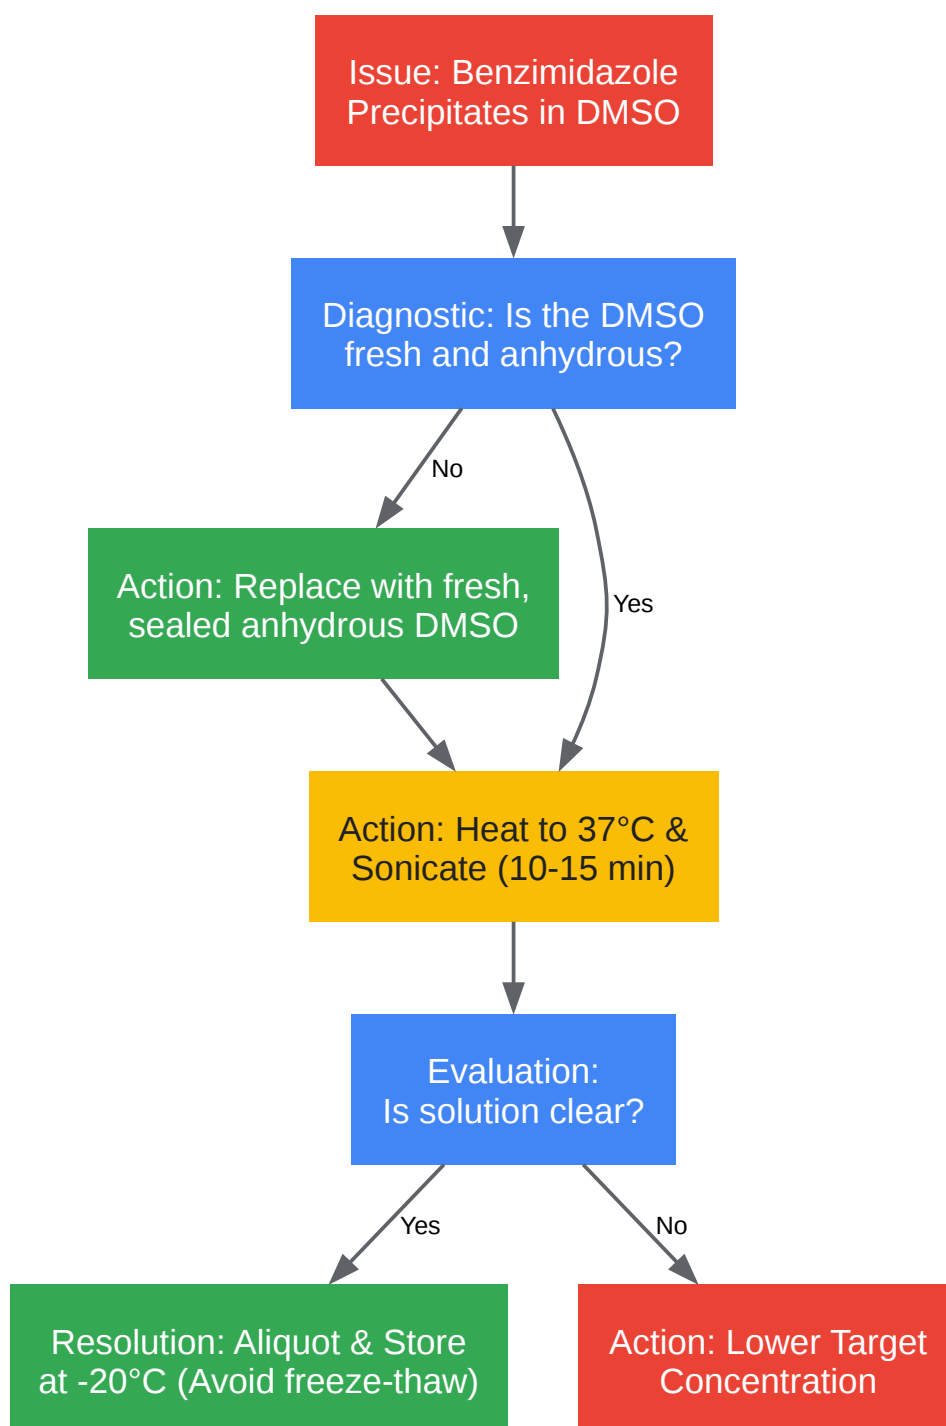 Issue: Benzimidazole
Precipitates in DMSO
Diagnostic: Is the DMSO
fresh and anhydrous?
No
Action: Replace with fresh,
sealed anhydrous DMSO
Yes
Action: Heat to 37°C &
Sonicate (10-15 min)
Evaluation:
Is solution clear?
Yes
No
Resolution: Aliquot & Store
at -20°C (Avoid freeze-thaw)
Action: Lower Target
Concentration